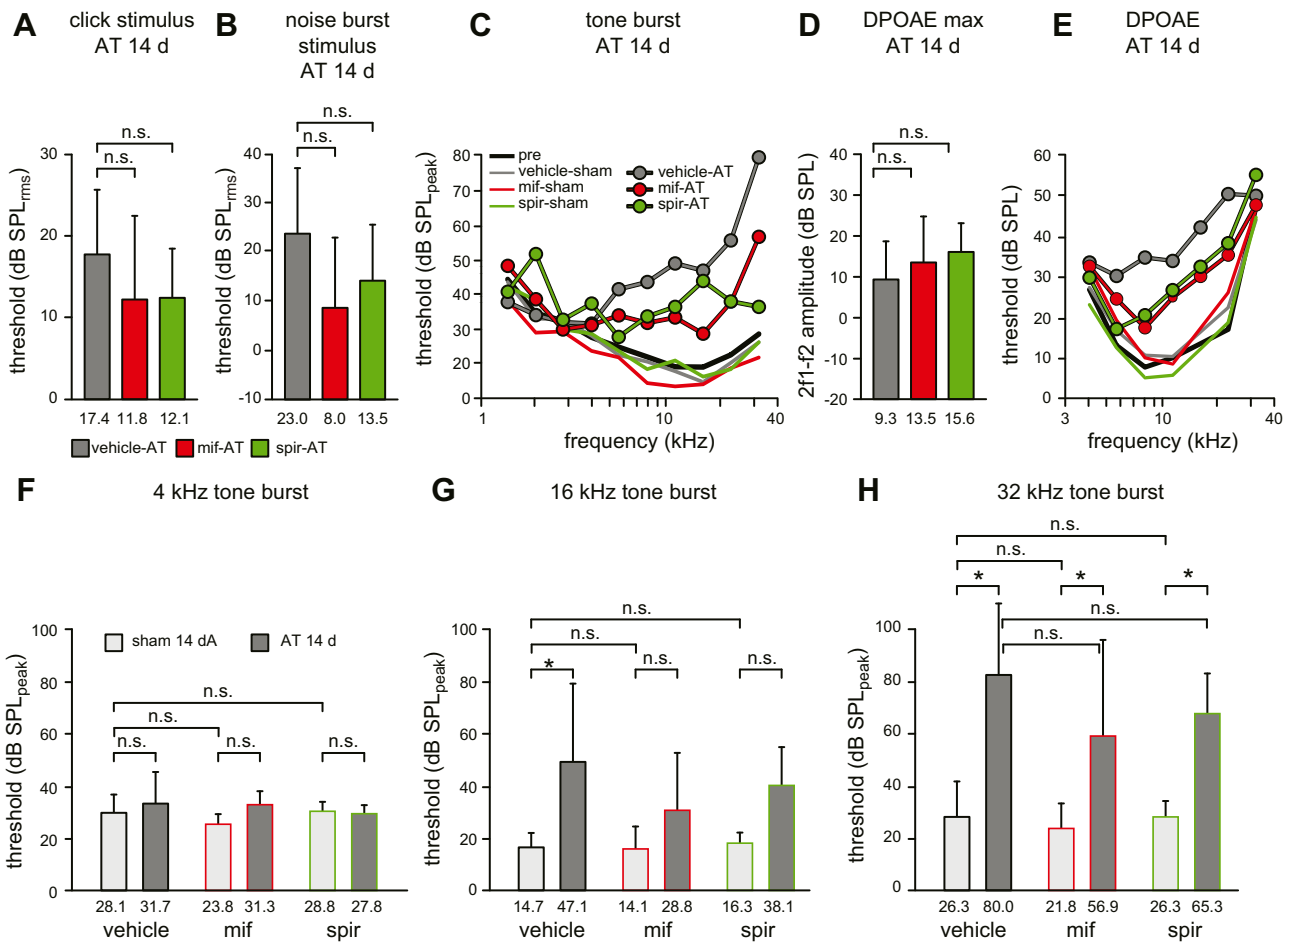 A
click stimulus
AT 14 d
n.s.
n.s.
threshold (dB SPLrms)
30
20
10
0
17.4 11.8 12.1
B
noise burst
stimulus
AT 14 d
n.s.
n.s.
threshold (dB SPLrms)
40
30
20
10
0
-10
23.0 8.0 13.5
vehicle-AT mif-AT spir-AT
C
tone burst
AT 14 d
threshold (dB SPLpeak)
80
70
60
50
40
30
20
10
0
pre
vehicle-sham
mif-sham
spir-sham
vehicle-AT
mif-AT
spir-AT
1 10 40
frequency (kHz)
D
DPOAE max
AT 14 d
n.s.
n.s.
2f1-f2 amplitude (dB SPL)
40
30
20
10
0
-10
-20
9.3 13.5 15.6
E
DPOAE
AT 14 d
threshold (dB SPL)
60
50
40
30
20
10
0
3 10 40
frequency (kHz)
F
4 kHz tone burst
threshold (dB SPLpeak)
100
80
60
40
20
0
sham 14 dA
AT 14 d
n.s.
n.s.
n.s.
n.s.
n.s.
28.1 31.7 23.8 31.3 28.8 27.8
vehicle mif spir
G
16 kHz tone burst
threshold (dB SPLpeak)
100
80
60
40
20
0
n.s.
n.s.
*
n.s.
n.s.
14.7 47.1 14.1 28.8 16.3 38.1
vehicle mif spir
H
32 kHz tone burst
threshold (dB SPLpeak)
100
80
60
40
20
0
n.s.
n.s.
* * *
n.s.
n.s.
26.3 80.0 21.8 56.9 26.3 65.3
vehicle mif spir